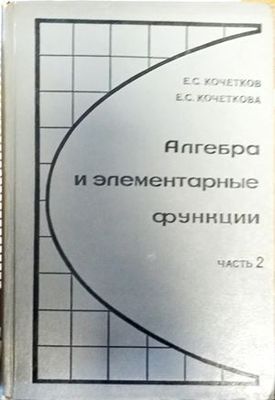 Е.С. КОЧЕТКОВ
Е.С. КОЧЕТКОВА
Алгебра
и элементарные
функции
ЧАСТЬ 2